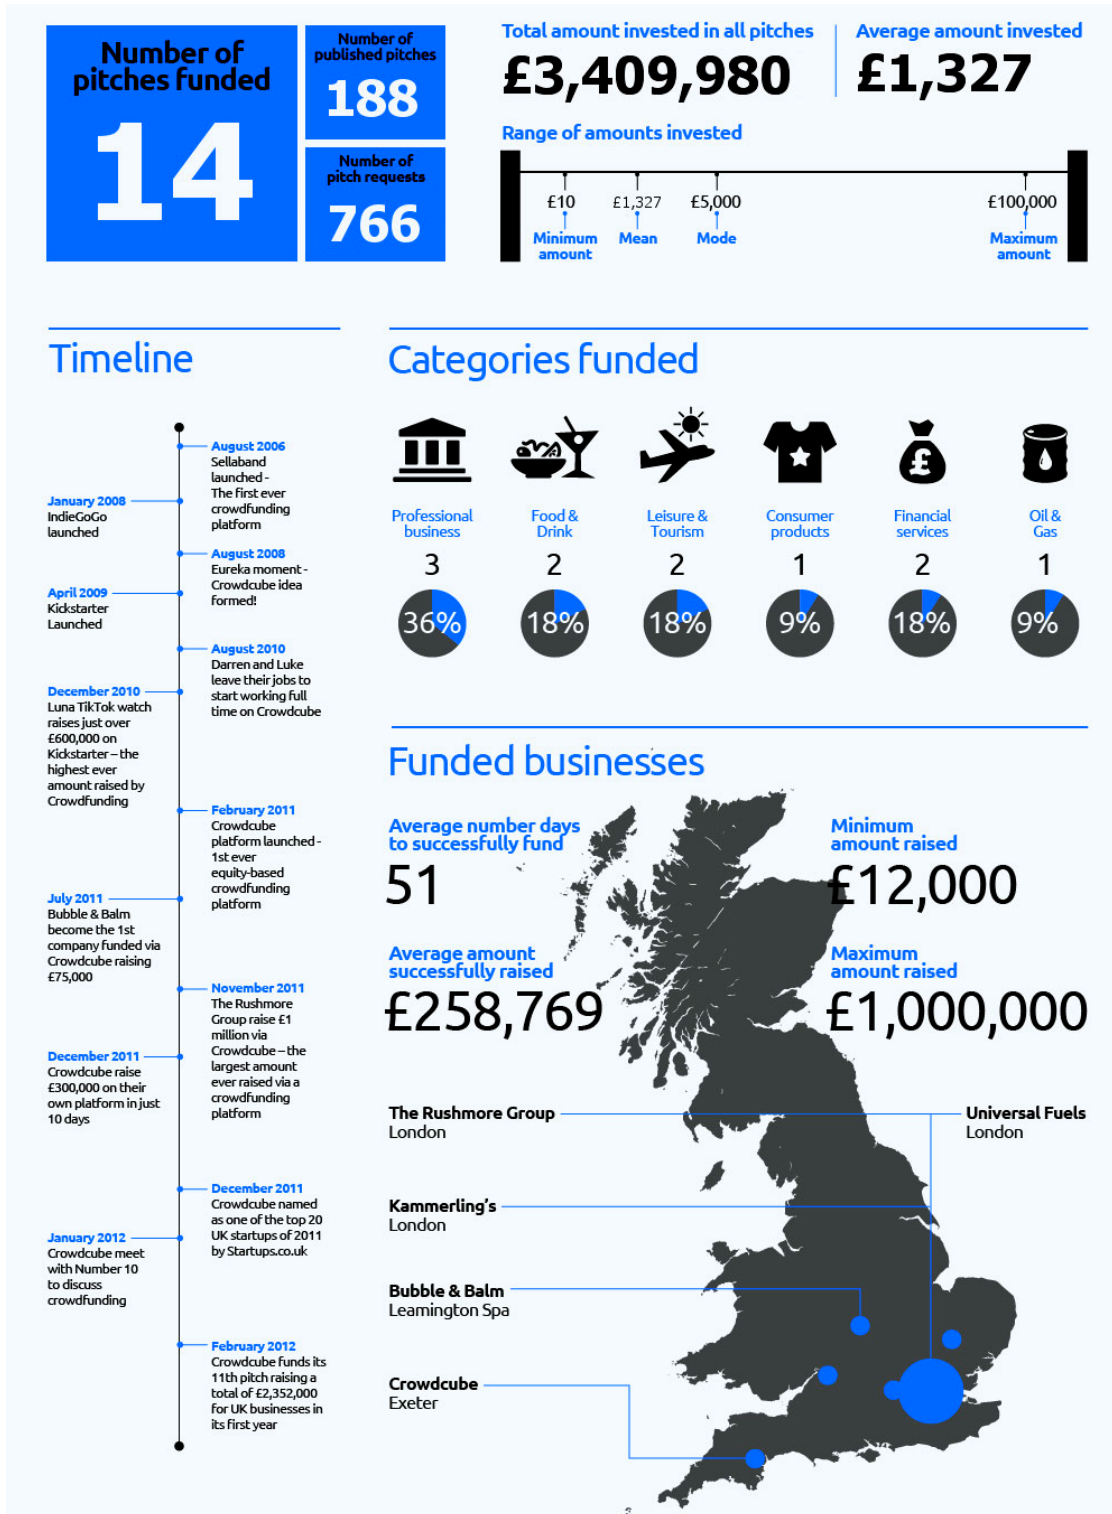 Number of
pitches funded
14
Number of
published pitches
188
Number of
pitch requests
766
Total amount invested in all pitches
£3,409,980
Average amount invested
£1,327
Range of amounts invested
£10
£1,327
£5,000
£100,000
Minimum
amount
Mean
Mode
Maximum
amount
Timeline
August 2006
Sellaband
launched -
The first ever
crowdfunding
platform
January 2008
IndieGoGo
launched
August 2008
Eureka moment -
Crowdcube idea
formed!
April 2009
Kickstarter
Launched
August 2010
Darren and Luke
leave their jobs to
start working full
time on Crowdcube
December 2010
Luna TikTok watch
raises just over
£600,000 on
Kickstarter – the
highest ever
amount raised by
Crowdfunding
February 2011
Crowdcube
platform launched -
1st ever
equity-based
crowdfunding
platform
July 2011
Bubble & Balm
become the 1st
company funded via
Crowdcube raising
£75,000
November 2011
The Rushmore
Group raise £1
million via
Crowdcube – the
largest amount
ever raised via a
crowdfunding
platform
December 2011
Crowdcube raise
£300,000 on their
own platform in just
10 days
December 2011
Crowdcube named
as one of the top 20
UK startups of 2011
by Startups.co.uk
January 2012
Crowdcube meet
with Number 10
to discuss
crowdfunding
February 2012
Crowdcube funds its
11th pitch raising a
total of £2,352,000
for UK businesses in
its first year
Categories funded
Professional
business
3
36%
Food &
Drink
2
18%
Leisure &
Tourism
2
18%
Consumer
products
1
9%
Financial
services
2
18%
Oil &
Gas
1
9%
Funded businesses
Average number days
to successfully fund
51
Minimum
amount raised
£12,000
Average amount
successfully raised
£258,769
Maximum
amount raised
£1,000,000
The Rushmore Group
London
Universal Fuels
London
Kammerling's
London
Bubble & Balm
Leamington Spa
Crowdcube
Exeter